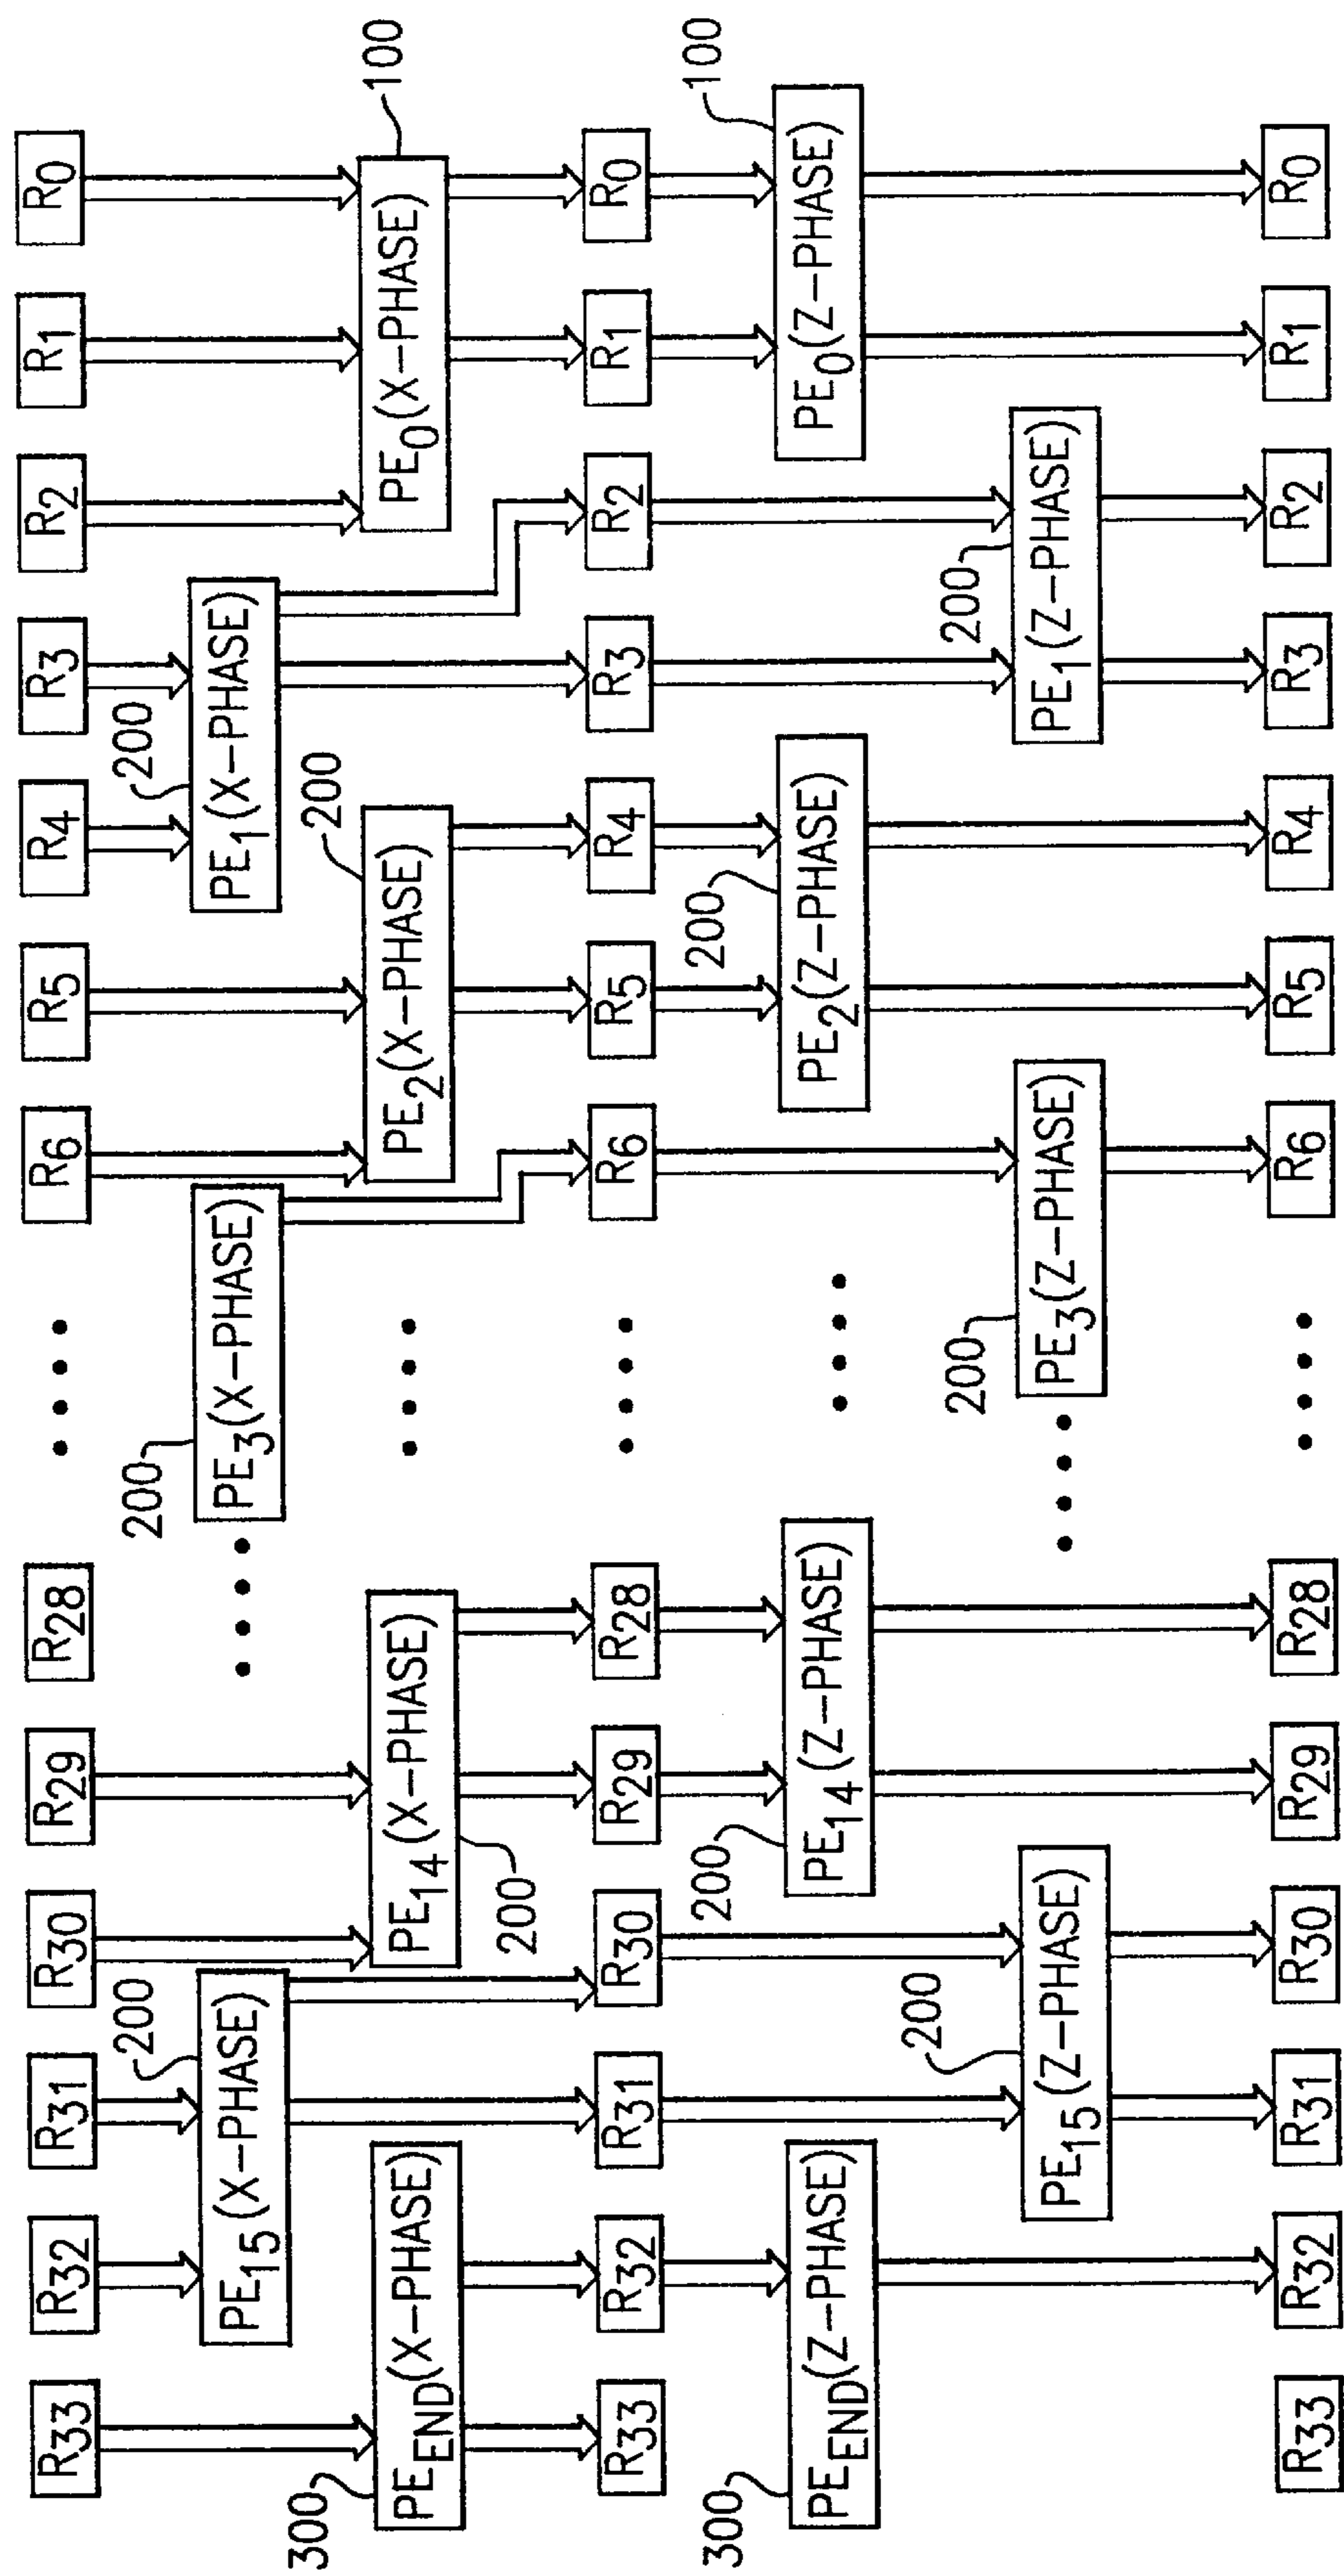 R33 R32 R31 R30 R29 R28 •••• R6 R5 R4 R3 R2 R1 R0
200 200 200
PE15(X-PHASE) •••• PE3(X-PHASE) PE1(X-PHASE)
300 200 100
PEEND(X-PHASE) PE14(X-PHASE) •••• PE2(X-PHASE) PE0(X-PHASE)
200
R33 R32 R31 R30 R29 R28 •••• R6 R5 R4 R3 R2 R1 R0
300 200 200 100
PEEND(Z-PHASE) PE14(Z-PHASE) •••• PE2(Z-PHASE) PE0(Z-PHASE)
200 200 200
PE15(Z-PHASE) •••• PE3(Z-PHASE) PE1(Z-PHASE)
R33 R32 R31 R30 R29 R28 •••• R6 R5 R4 R3 R2 R1 R0